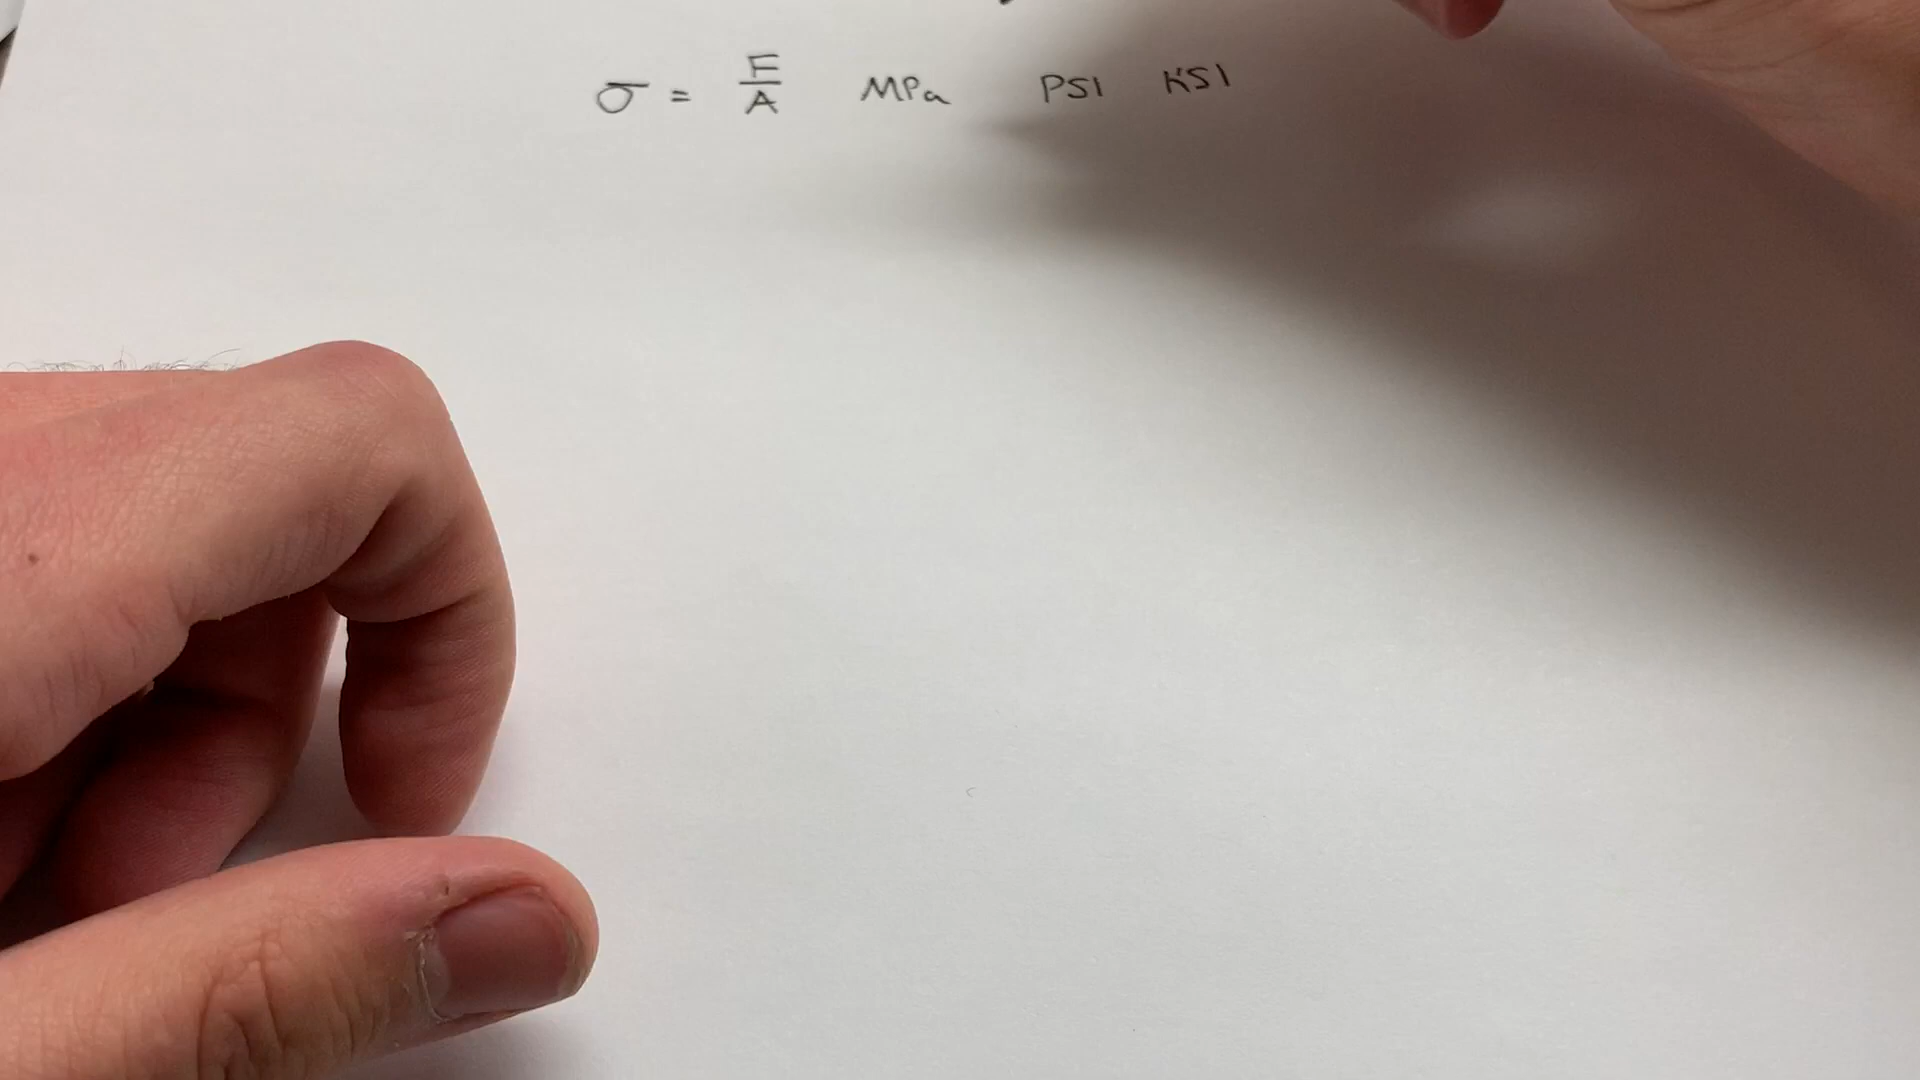 σ = F/A MPa PSI KSI